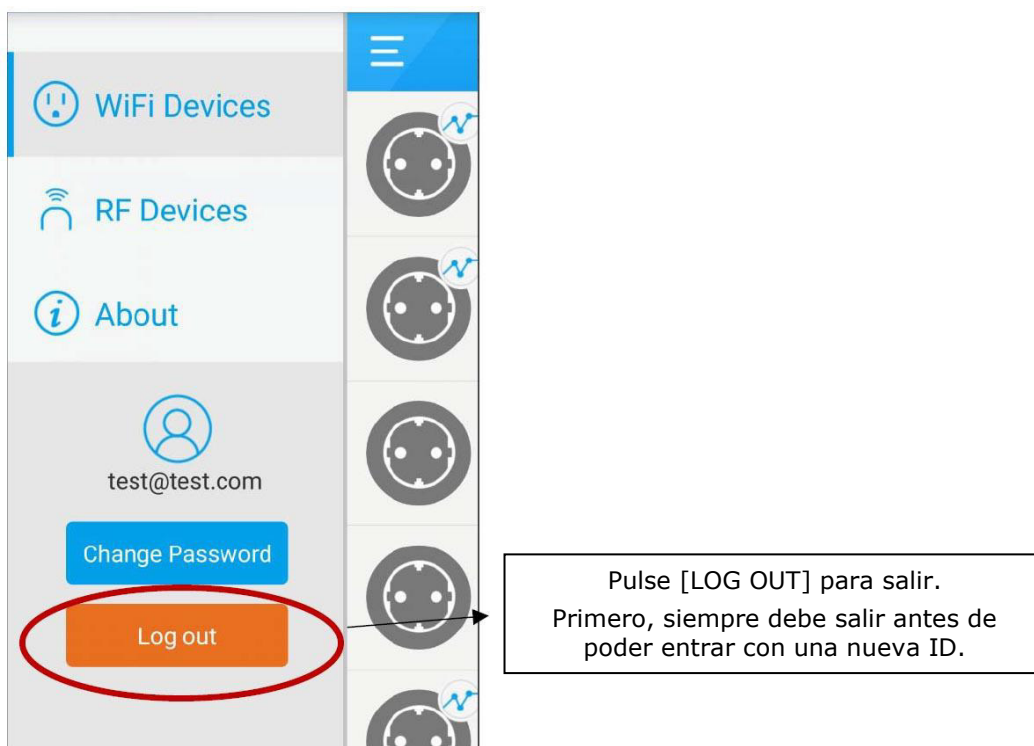 WiFi Devices
RF Devices
About
test@test.com
Change Password
Log out
Pulse [LOG OUT] para salir.
Primero, siempre debe salir antes de
poder entrar con una nueva ID.